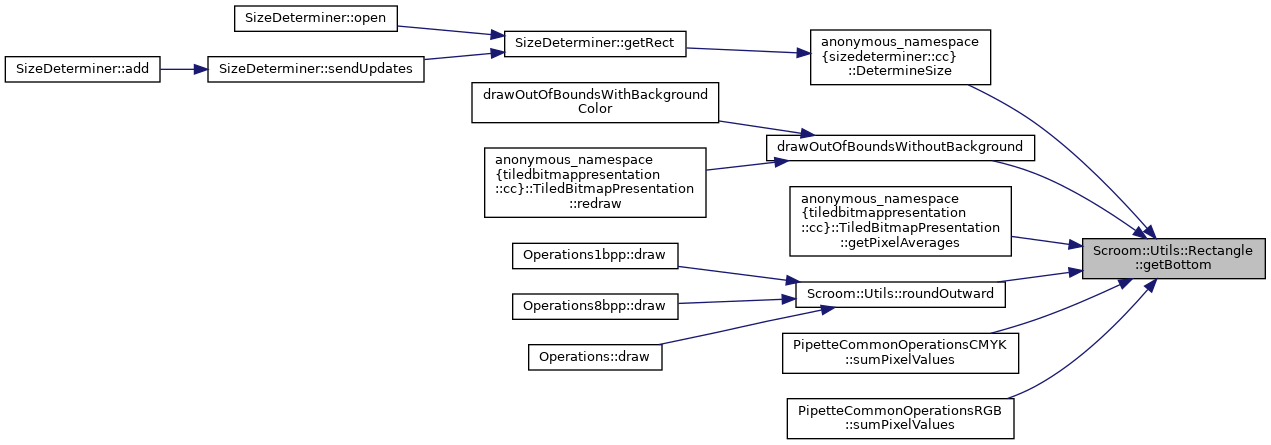 SizeDeterminer::open
SizeDeterminer::getRect
anonymous_namespace
{sizedeterminer::cc}
::DetermineSize
SizeDeterminer::add
SizeDeterminer::sendUpdates
drawOutOfBoundsWithBackground
Color
drawOutOfBoundsWithoutBackground
anonymous_namespace
{tiledbitmappresentation
::cc}::TiledBitmapPresentation
::redraw
anonymous_namespace
{tiledbitmappresentation
::cc}::TiledBitmapPresentation
::getPixelAverages
Scroom::Utils::Rectangle
::getBottom
Operations1bpp::draw
Scroom::Utils::roundOutward
Operations8bpp::draw
Operations::draw
PipetteCommonOperationsCMYK
::sumPixelValues
PipetteCommonOperationsRGB
::sumPixelValues